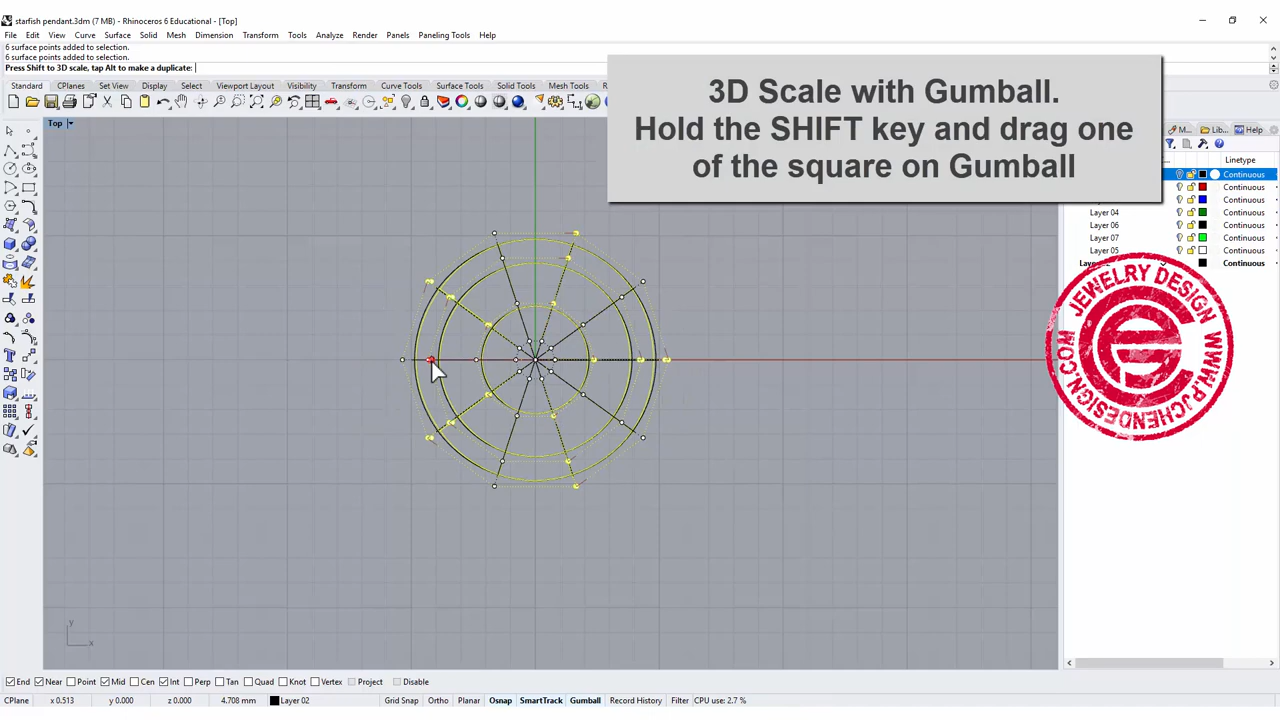 starfish pendant.3dm (7 MB) - Rhinoceros 6 Educational - [Top]
File Edit View Curve Surface Solid Mesh Dimension Transform Tools Analyze Render Panels Paneling Tools Help
6 surface points added to selection.
6 surface points added to selection.
Press Shift to 3D scale, tap Alt to make a duplicate:
Standard CPlanes Set View Display Select Viewport Layout Visibility Transform Curve Tools Surface Tools Solid Tools Mesh Tools R
3D Scale with Gumball.
Hold the SHIFT key and drag one
of the square on Gumball
Top
M... Lib... Help
Linetype
Continuous
Continuous
Continuous
Layer 04 Continuous
Layer 06 Continuous
Layer 07 Continuous
Layer 05 Continuous
Continuous
JEWELRY DESIGN
WWW.PJCHENDESIGN.COM
y
x
End Near Point Mid Cen Int Perp Tan Quad Knot Vertex Project Disable
CPlane x 0.513 y 0.000 z 0.000 4.708 mm Layer 02 Grid Snap Ortho Planar Osnap SmartTrack Gumball Record History Filter CPU use: 2.7 %